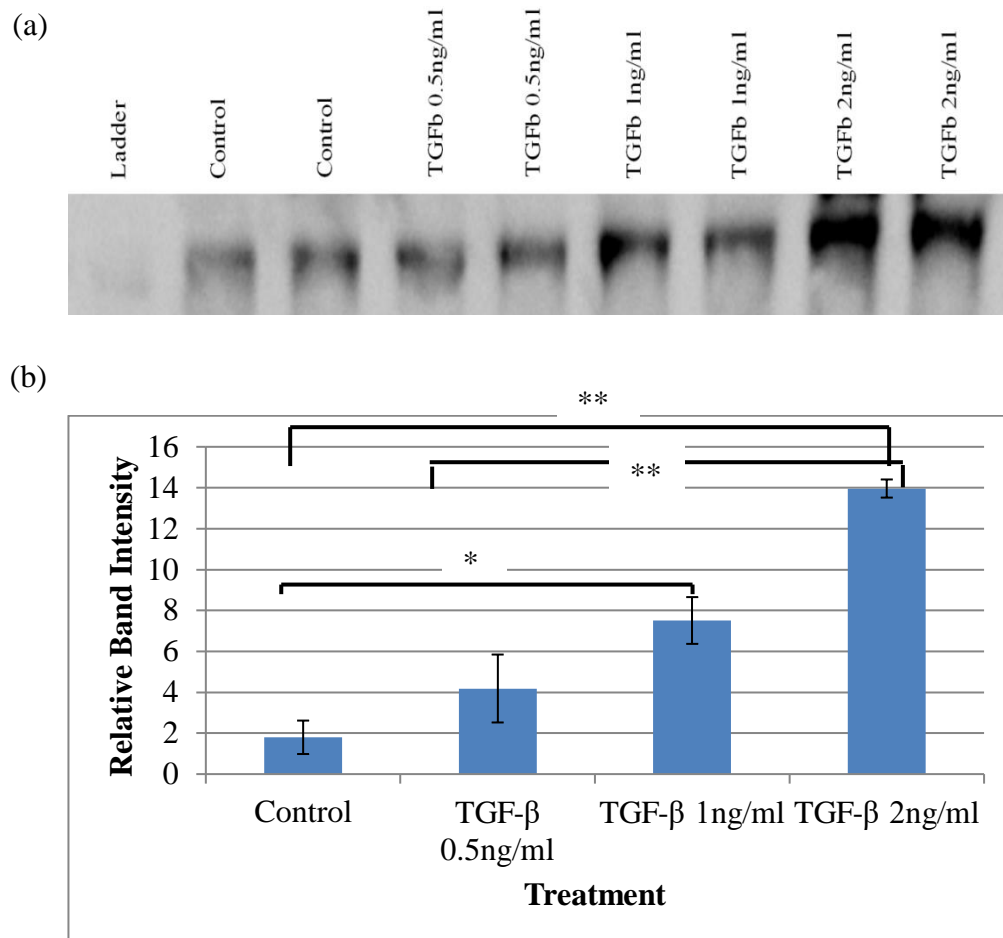 (a)
Ladder
Control
Control
TGFb 0.5ng/ml
TGFb 0.5ng/ml
TGFb 1ng/ml
TGFb 1ng/ml
TGFb 2ng/ml
TGFb 2ng/ml
(b)
**
**
*
Relative Band Intensity
16
14
12
10
8
6
4
2
0
Control
TGF-β 0.5ng/ml
TGF-β 1ng/ml
TGF-β 2ng/ml
Treatment